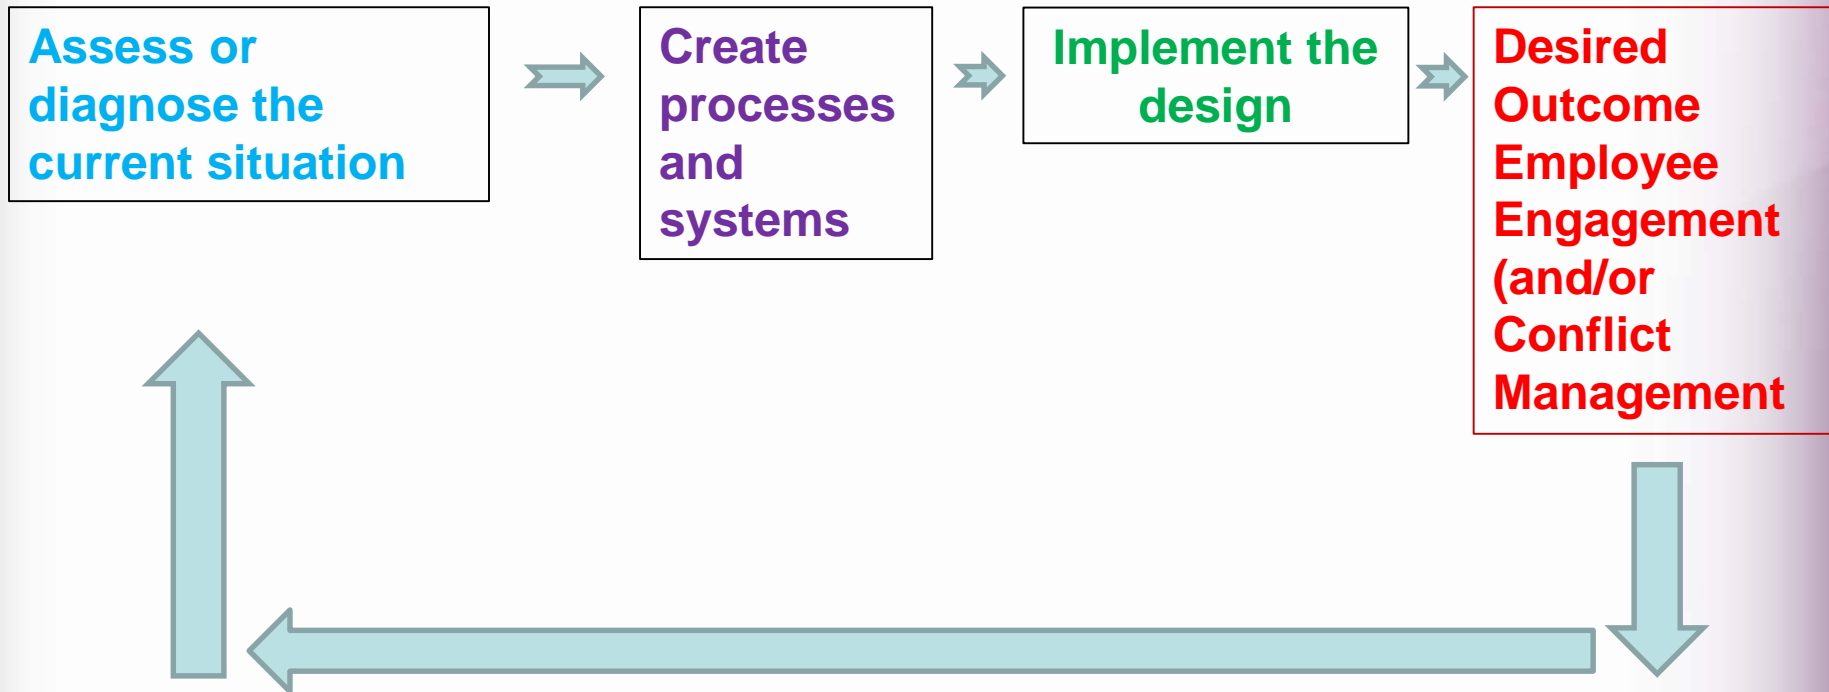 Assess or
diagnose the
current situation
Create
processes
and
systems
Implement the
design
Desired
Outcome
Employee
Engagement
(and/or
Conflict
Management